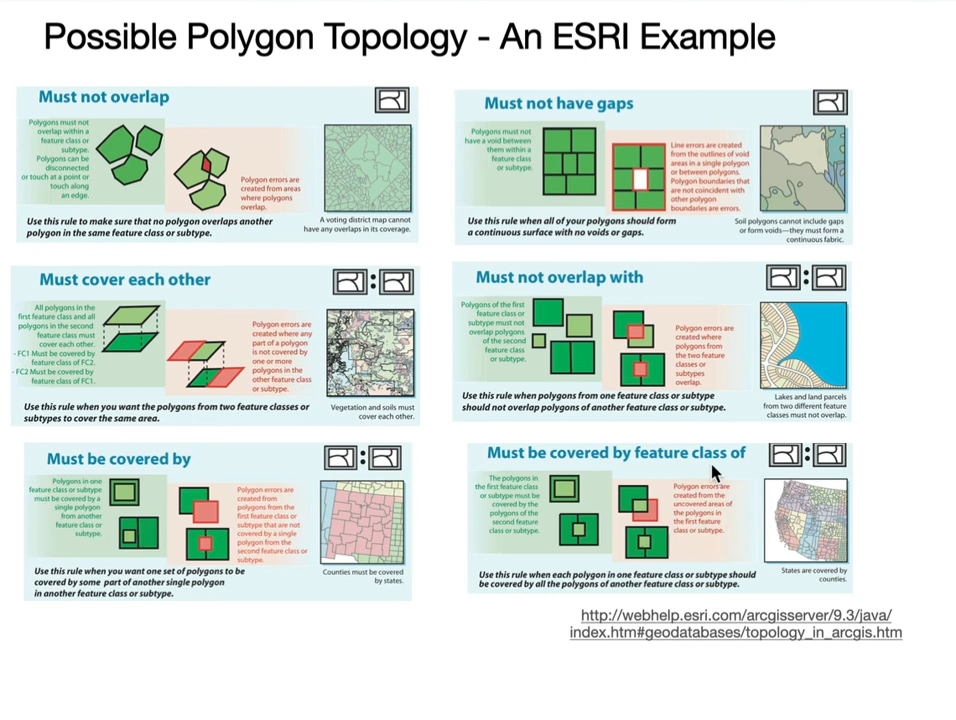 Possible Polygon Topology - An ESRI Example
Must not overlap
Polygons must not
overlap within a
feature class or
subtype.
Polygons can be
disconnected
or touch at a point or
touch along
an edge.
Polygon errors are
created from areas
where polygons
overlap.
Use this rule to make sure that no polygon overlaps another
polygon in the same feature class or subtype.
A voting district map cannot
have any overlaps in its coverage.
Must not have gaps
Polygons must not
have a void between
them within a
feature class
or subtype.
Line errors are created
from the outlines of void
areas in a single polygon
or between polygons.
Polygon boundaries that
are not coincident with
other polygon
boundaries are errors.
Use this rule when all of your polygons should form
a continuous surface with no voids or gaps.
Soil polygons cannot include gaps
or form voids—they must form a
continuous fabric.
Must cover each other
All polygons in the
first feature class and all
polygons in the second
feature class must
cover each other.
- FC1 Must be covered by
feature class of FC2.
- FC2 Must be covered by
feature class of FC1.
Polygon errors are
created where any
part of a polygon
is not covered by
one or more
polygons in the
other feature class
or subtype.
Use this rule when you want the polygons from two feature classes or
subtypes to cover the same area.
Vegetation and soils must
cover each other.
Must not overlap with
Polygons of the first
feature class or
subtype must not
overlap polygons
of the second
feature class
or subtype.
Polygon errors are
created where
polygons from
the two feature
classes or
subtypes
overlap.
Use this rule when polygons from one feature class or subtype
should not overlap polygons of another feature class or subtype.
Lakes and land parcels
from two different feature
classes must not overlap.
Must be covered by
Polygons in one
feature class or subtype
must be covered by a
single polygon
from another
feature class or
subtype.
Polygon errors are
created from
polygons from the
first feature class or
subtype that are not
covered by a single
polygon from the
second feature class or
subtype.
Use this rule when you want one set of polygons to be
covered by some part of another single polygon
in another feature class or subtype.
Counties must be covered
by states.
Must be covered by feature class of
The polygons in
the first feature class
or subtype must be
covered by the
polygons of the
second feature
class or subtype.
Polygon errors are
created from the
uncovered areas of
the polygons in
the first feature
class or subtype.
Use this rule when each polygon in one feature class or subtype should
be covered by all the polygons of another feature class or subtype.
States are covered by
counties.
http://webhelp.esri.com/arcgisserver/9.3/java/
index.htm#geodatabases/topology_in_arcgis.htm